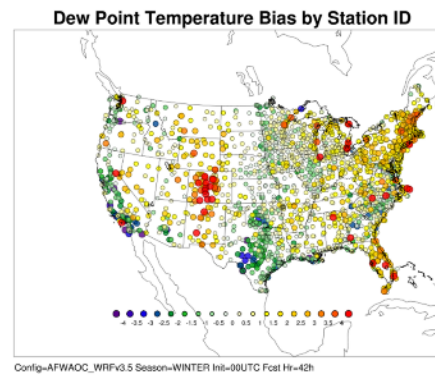 Dew Point Temperature Bias by Station ID
-4 -3.5 -3 -2.5 -2 -1.5 -1 -0.5 0 0.5 1 1.5 2 2.5 3 3.5 4
Config=AFWAOC_WRFv3.5 Season=WINTER Init=00UTC Fcst Hr=42h